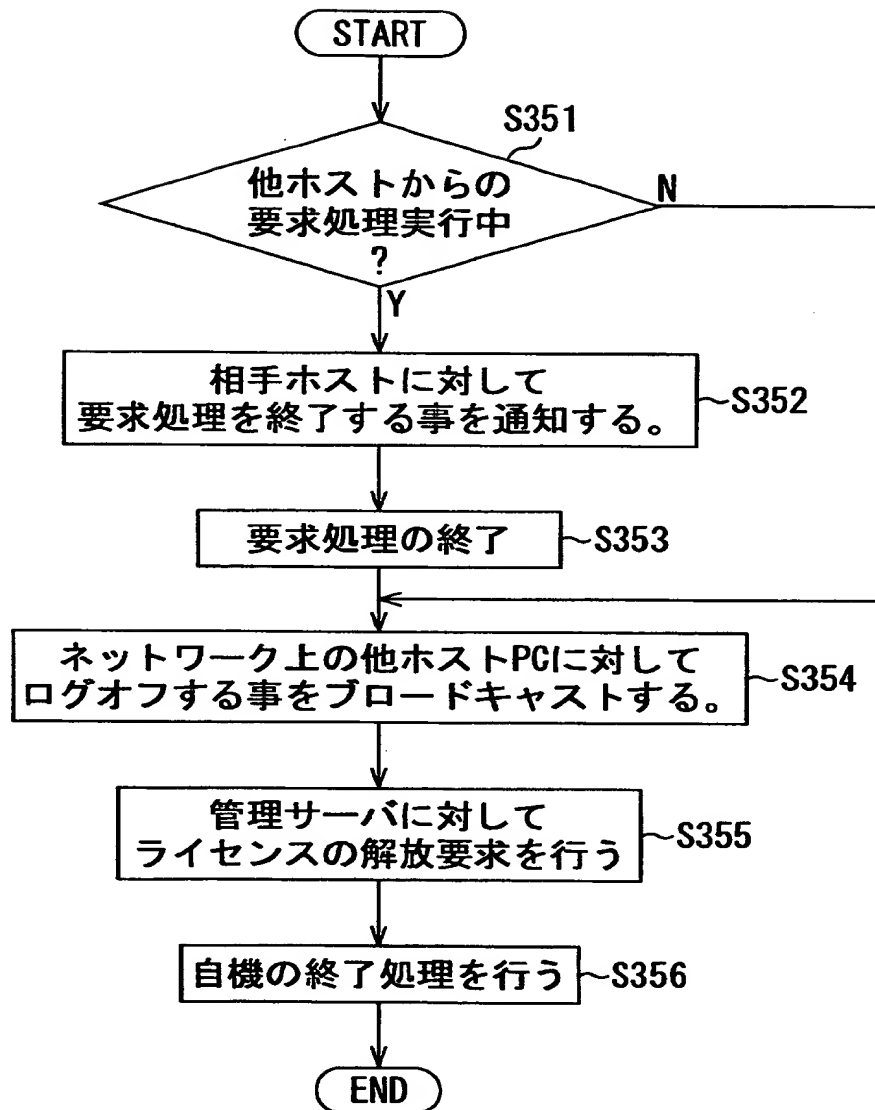 START
S351
他ホストからの
要求処理実行中
?
N
Y
相手ホストに対して
要求処理を終了する事を通知する。
S352
要求処理の終了
S353
ネットワーク上の他ホストPCに対して
ログオフする事をブロードキャストする。
S354
管理サーバに対して
ライセンスの解放要求を行う
S355
自機の終了処理を行う
S356
END